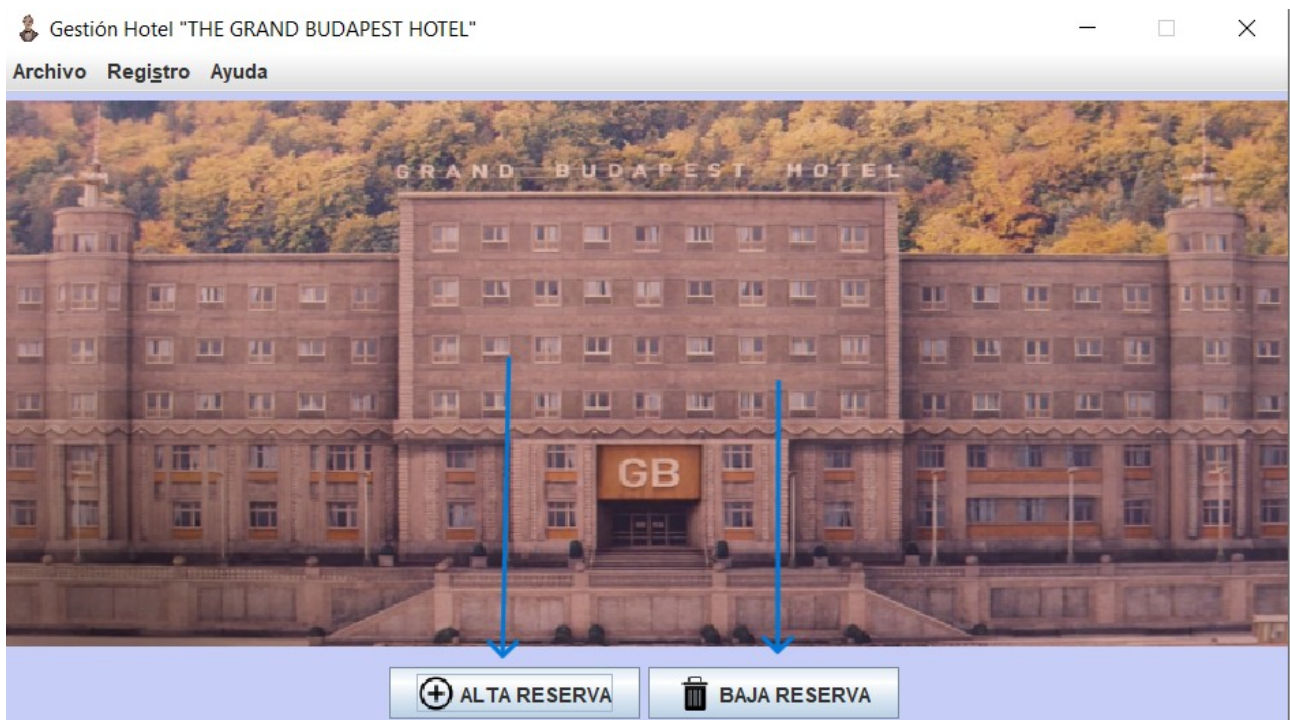 Gestión Hotel "THE GRAND BUDAPEST HOTEL"
Archivo Registro Ayuda
GRAND BUDAPEST HOTEL
GB
ALTA RESERVA
BAJA RESERVA